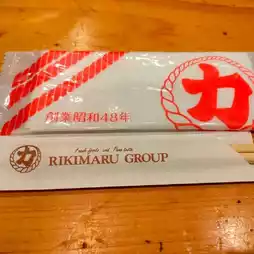 力
創業昭和48年
力
Fresh foods and Fine taste
RIKIMARU GROUP